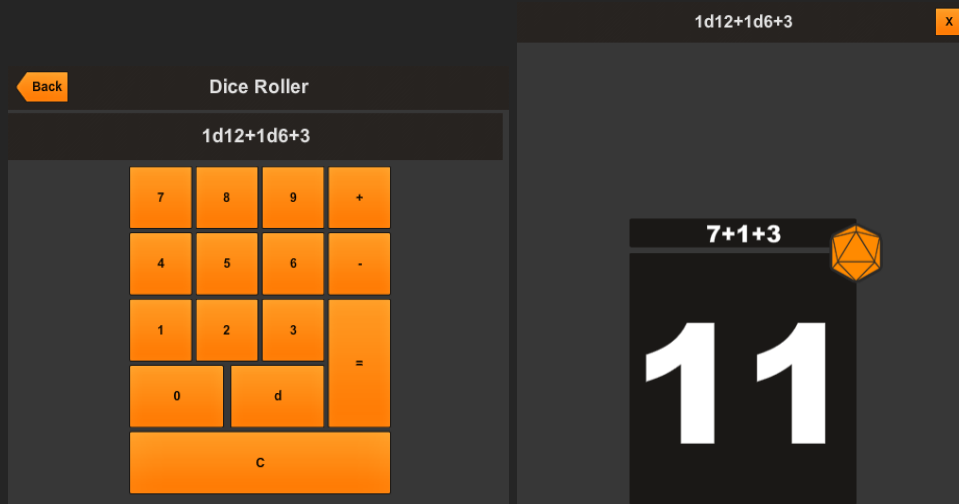 Back
Dice Roller
1d12+1d6+3
7 8 9 +
4 5 6 -
1 2 3 =
0 d
C
1d12+1d6+3
X
7+1+3
11